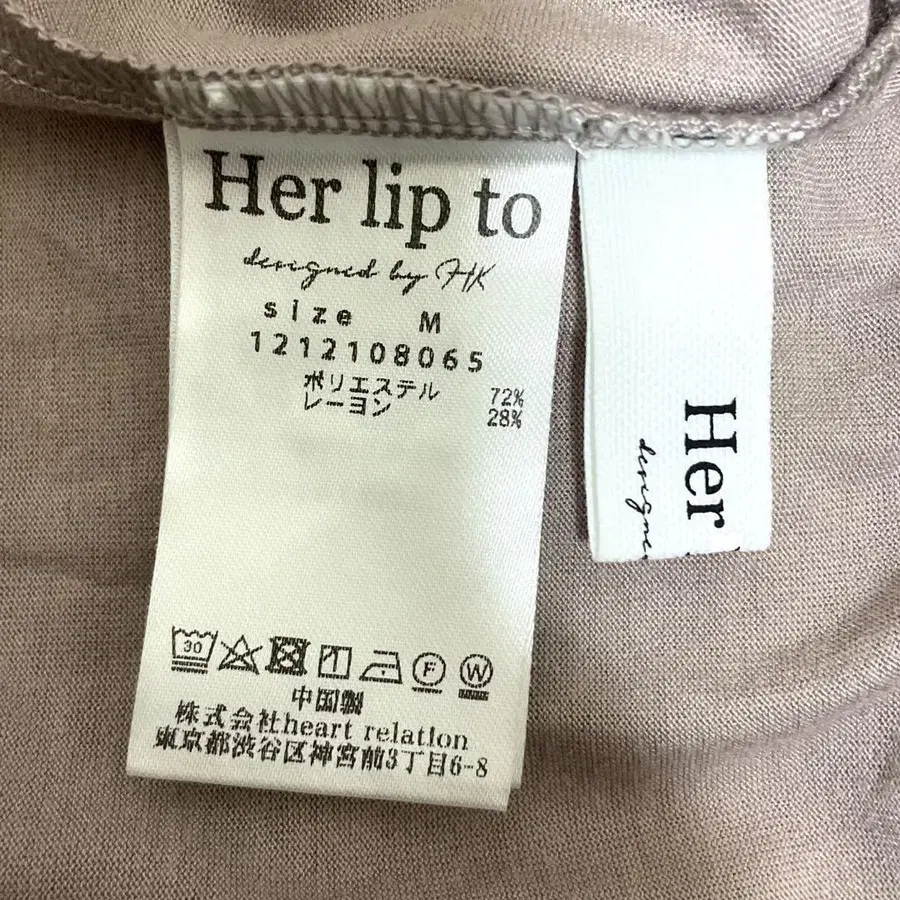 Her lip to
designed by HK
size M
1212108065
ポリエステル 72%
レーヨン 28%
30
F
W
中国製
株式会社heart relation
東京都渋谷区神宮前3丁目6-8
Her
designe